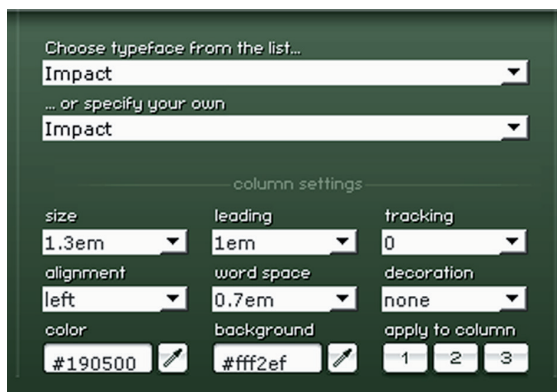 Choose typeface from the list...
Impact
... or specify your own
Impact
column settings
size leading tracking
1.3em 1em 0
alignment word space decoration
left 0.7em none
color background apply to column
#190500 #fff2ef 1 2 3